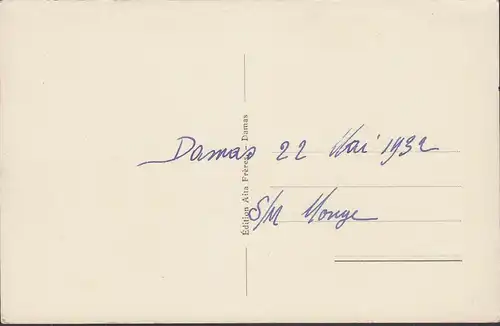 Damas 22 Mai 1932
S/M Monge
Édition Aita Frères, Damas